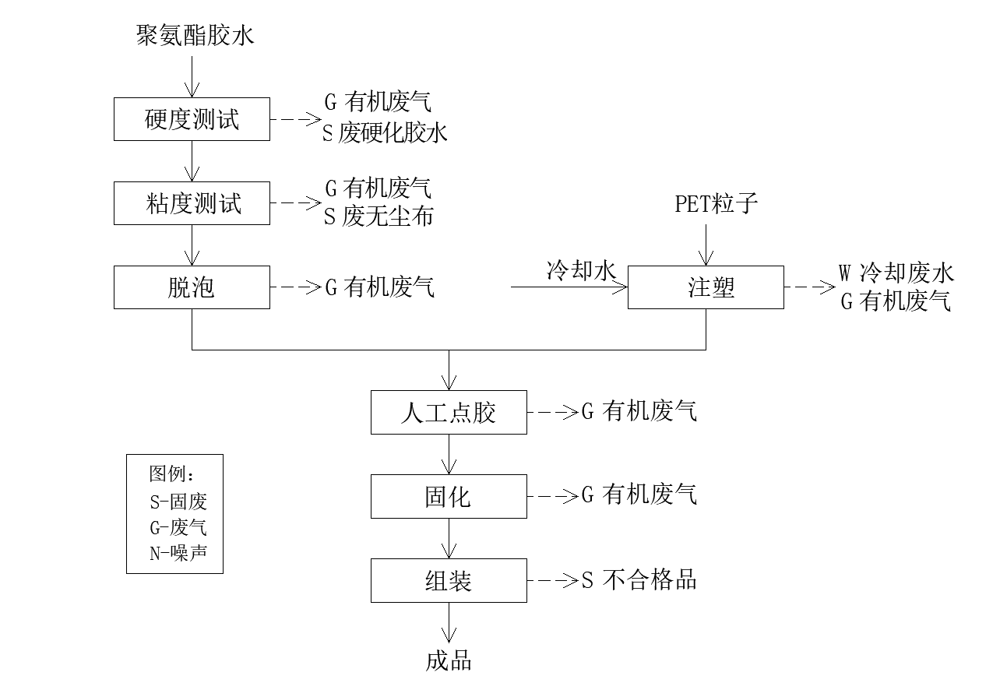 聚氨酯胶水
硬度测试
G 有机废气
S 废硬化胶水
粘度测试
G 有机废气
S 废无尘布
PET粒子
脱泡
G 有机废气
冷却水
注塑
W 冷却废水
G 有机废气
人工点胶
G 有机废气
固化
G 有机废气
组装
S 不合格品
成品
图例：
S-固废
G-废气
N-噪声